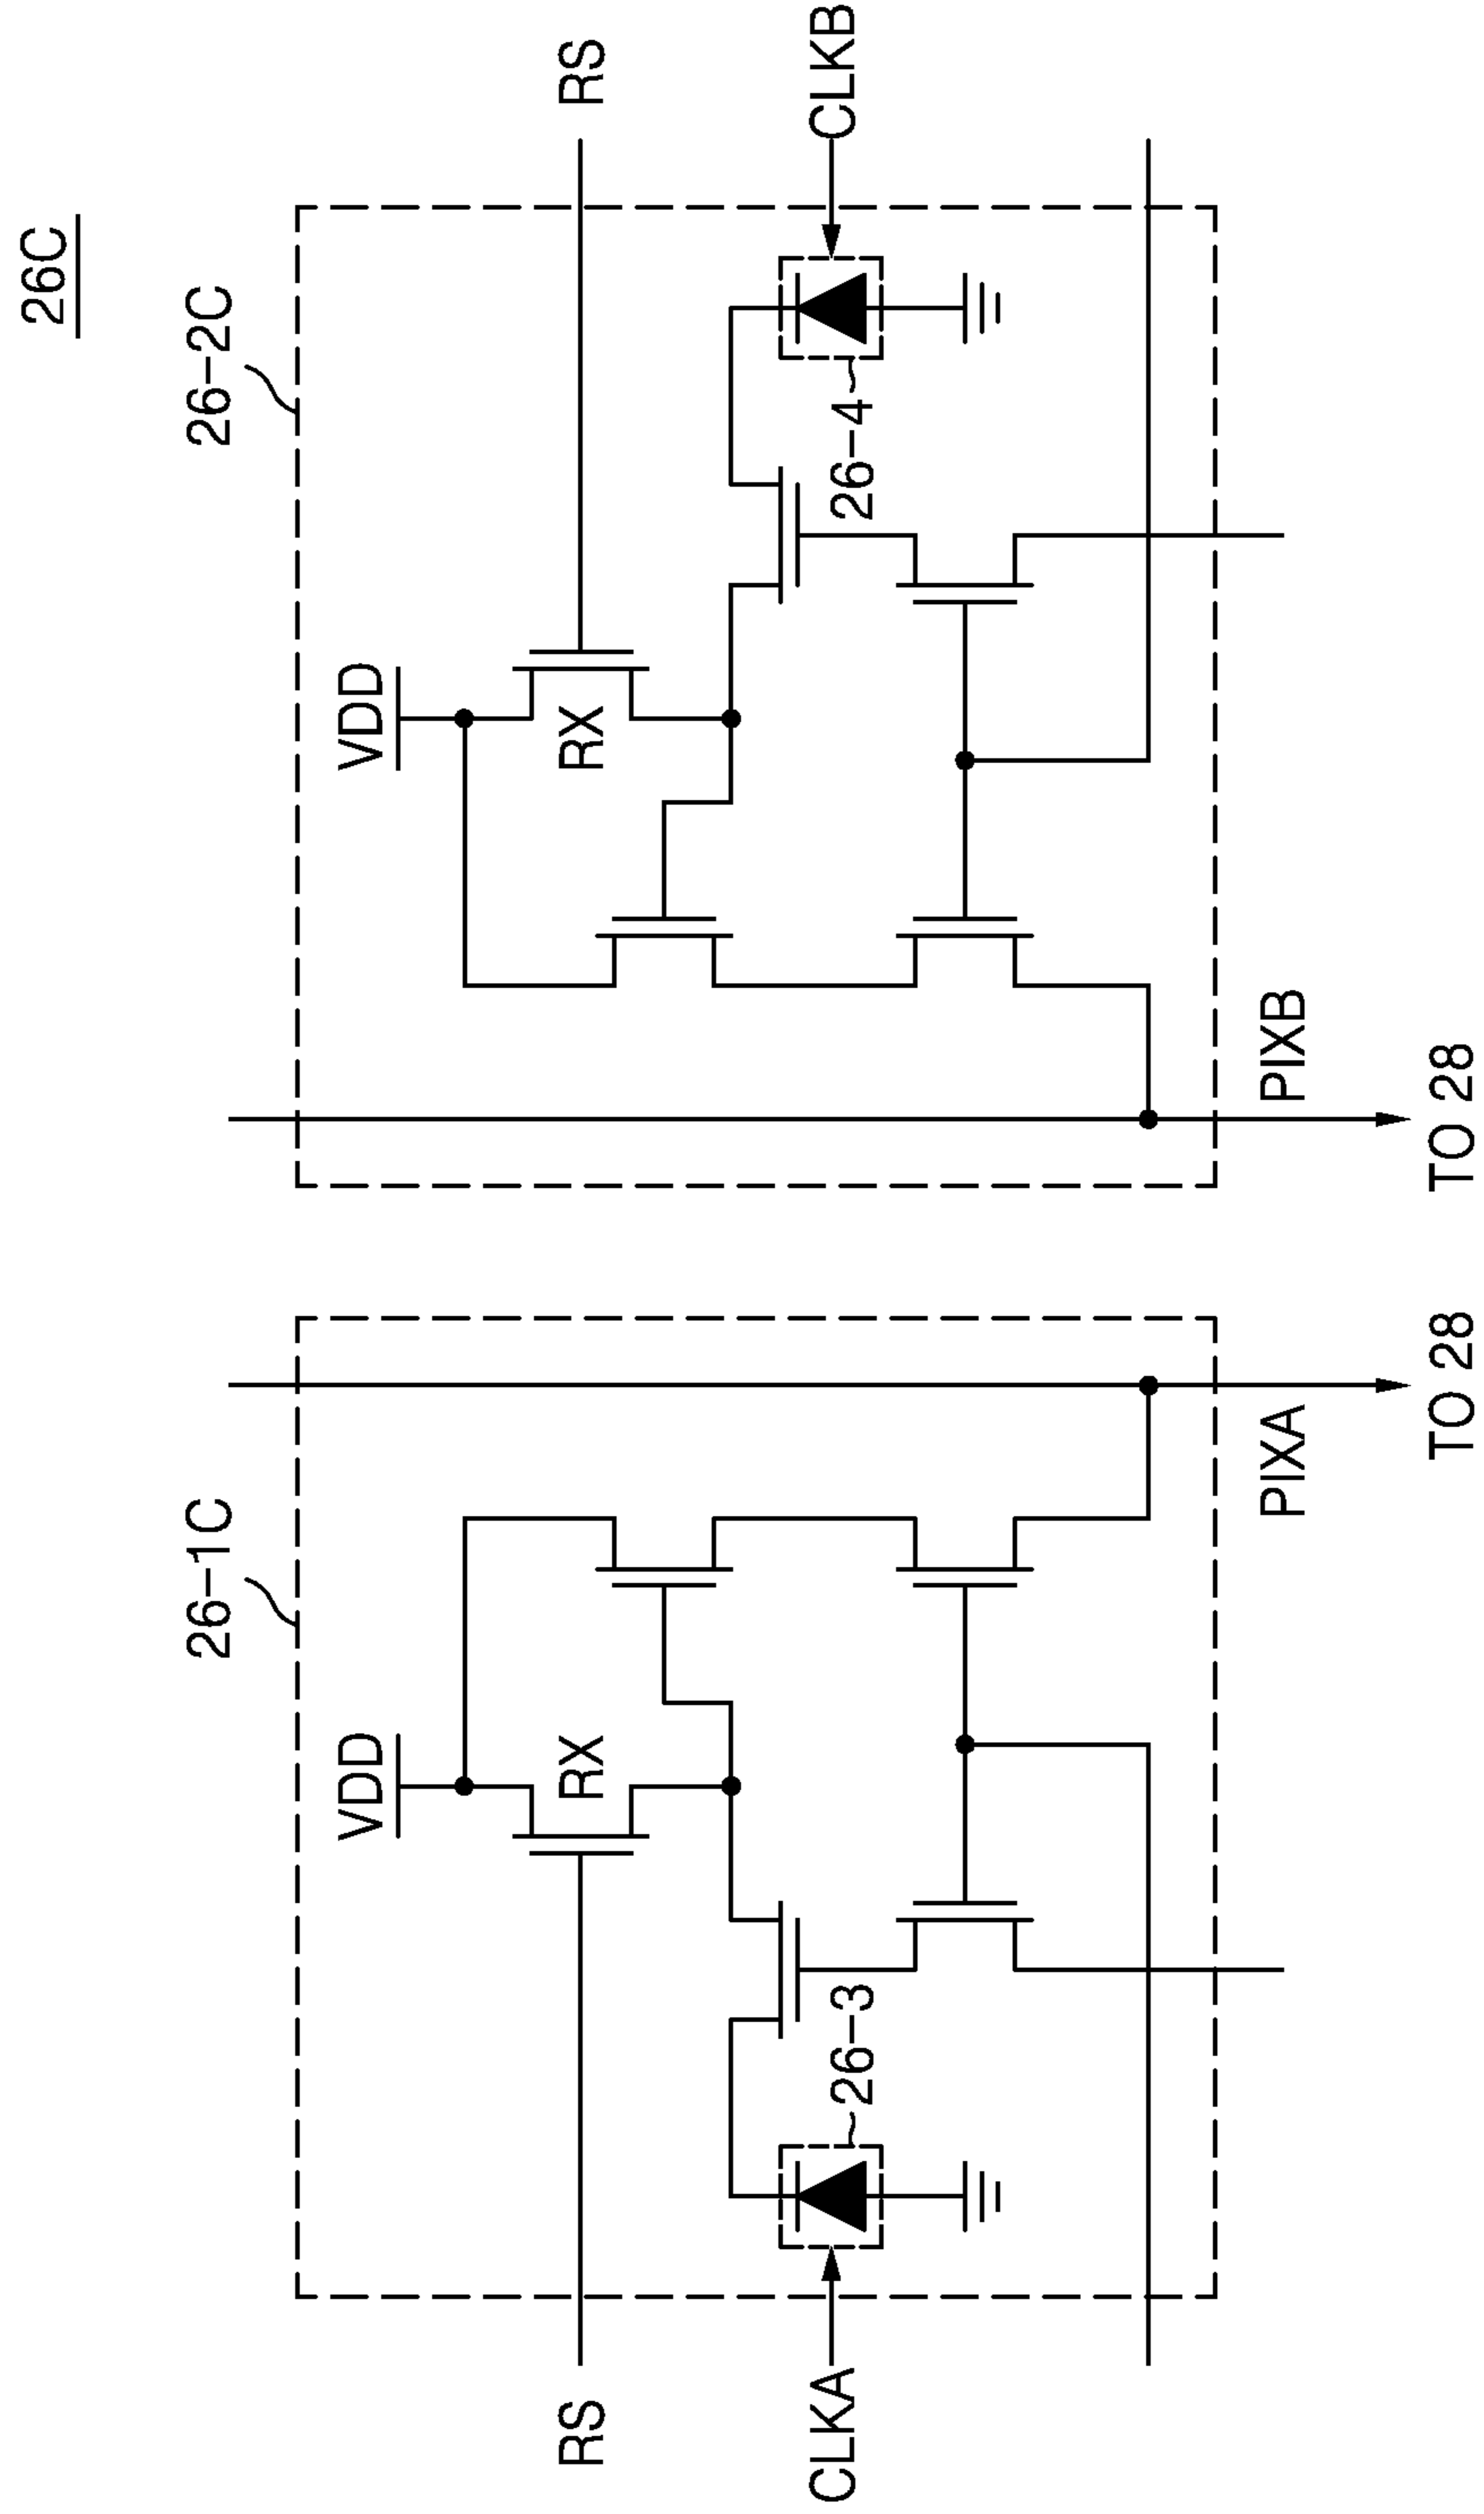 26C
26-1C
26-2C
VDD
VDD
RS
RX
RX
RS
CLKA
26-3
26-4
CLKB
PIXA
PIXB
TO 28
TO 28